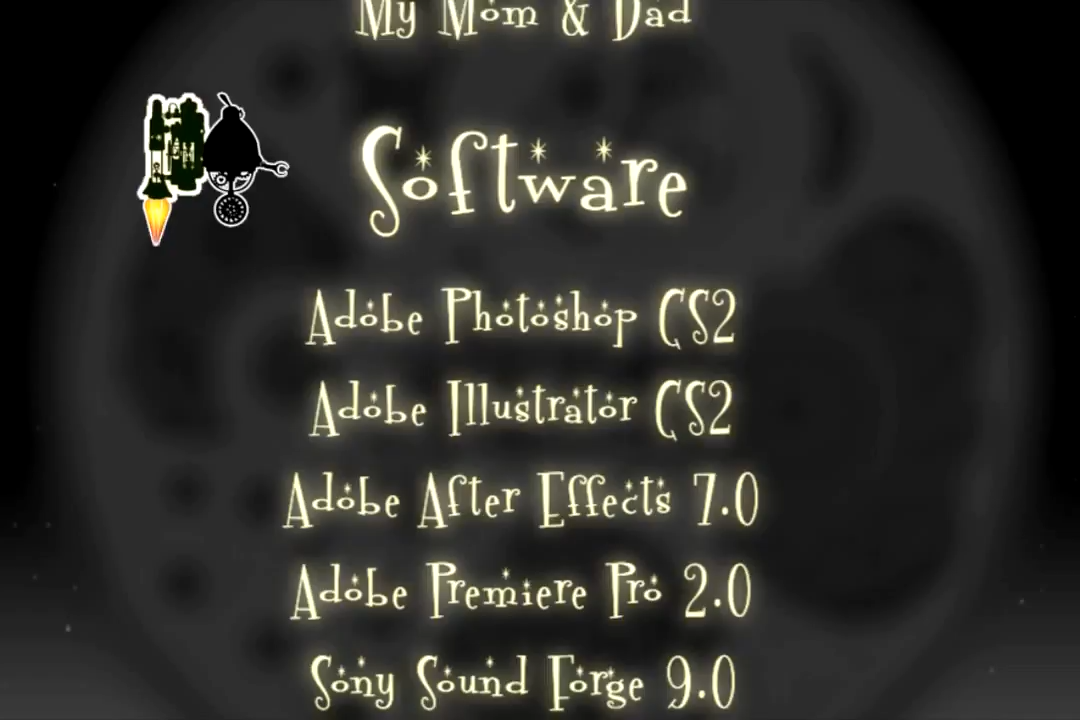 My Mom & Dad
Software
Adobe Photoshop CS2
Adobe Illustrator CS2
Adobe After Effects 7.0
Adobe Premiere Pro 2.0
Sony Sound Forge 9.0